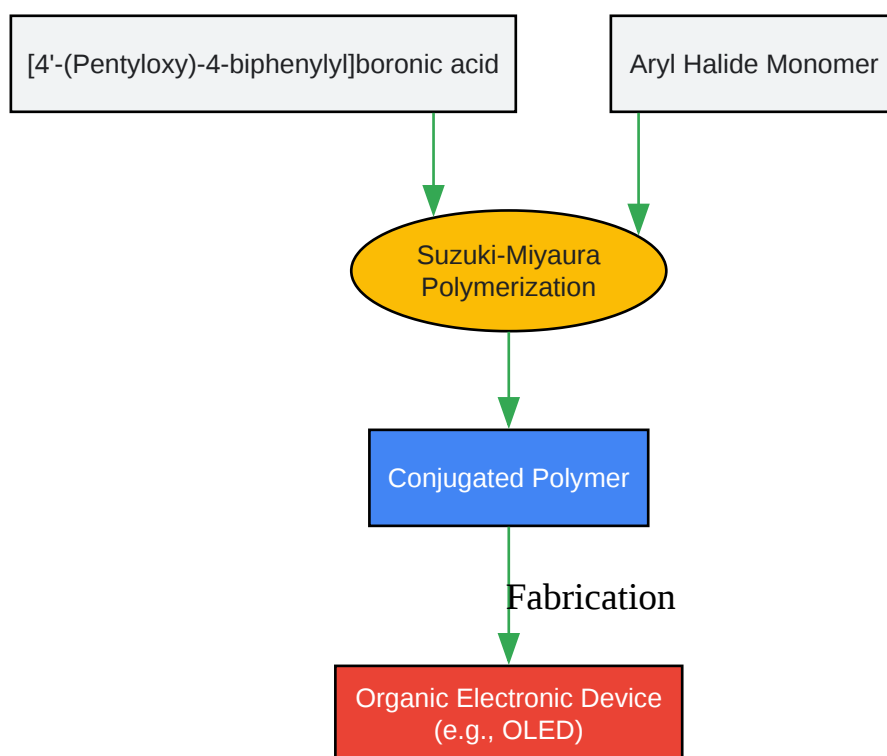 [4'-(Pentyloxy)-4-biphenylyl]boronic acid
Aryl Halide Monomer
Suzuki-Miyaura
Polymerization
Conjugated Polymer
Fabrication
Organic Electronic Device
(e.g., OLED)